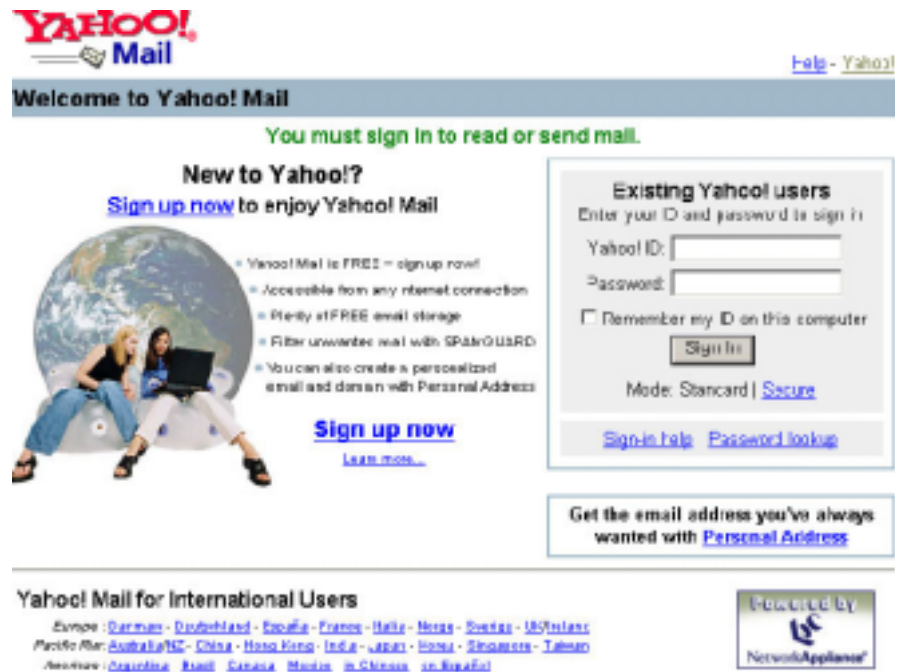 YAHOO!
Mail
Help - Yahoo!
Welcome to Yahoo! Mail
You must sign in to read or send mail.
New to Yahoo!?
Sign up now to enjoy Yahoo! Mail
Yahoo! Mail is FREE - sign up now!
Accessible from any internet connection
Plenty of FREE email storage
Filter unwanted mail with SPAMGUARD
You can also create a personalized
email and domain with Personal Address
Sign up now
Learn more...
Existing Yahoo! users
Enter your ID and password to sign in
Yahoo! ID:
Password:
Remember my ID on this computer
Sign In
Mode: Standard | Secure
Sign-in help Password lookup
Get the email address you've always
wanted with Personal Address
Yahoo! Mail for International Users
Europe : Danmark - Deutschland - España - France - Italia - Norge - Sverige - UK/Ireland
Pacific Rim: Australia/NZ - China - Hong Kong - India - Japan - Korea - Singapore - Taiwan
Americas : Argentina Brasil Canada Mexico in Chinese en Español
Powered by
NetworkAppliance